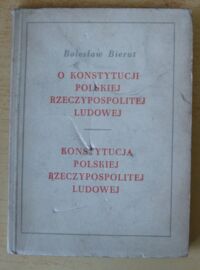 Bolesław Bierut
O KONSTYTUCJI
POLSKIEJ
RZECZYPOSPOLITEJ
LUDOWEJ
KONSTYTUCJA
POLSKIEJ
RZECZYPOSPOLITEJ
LUDOWEJ